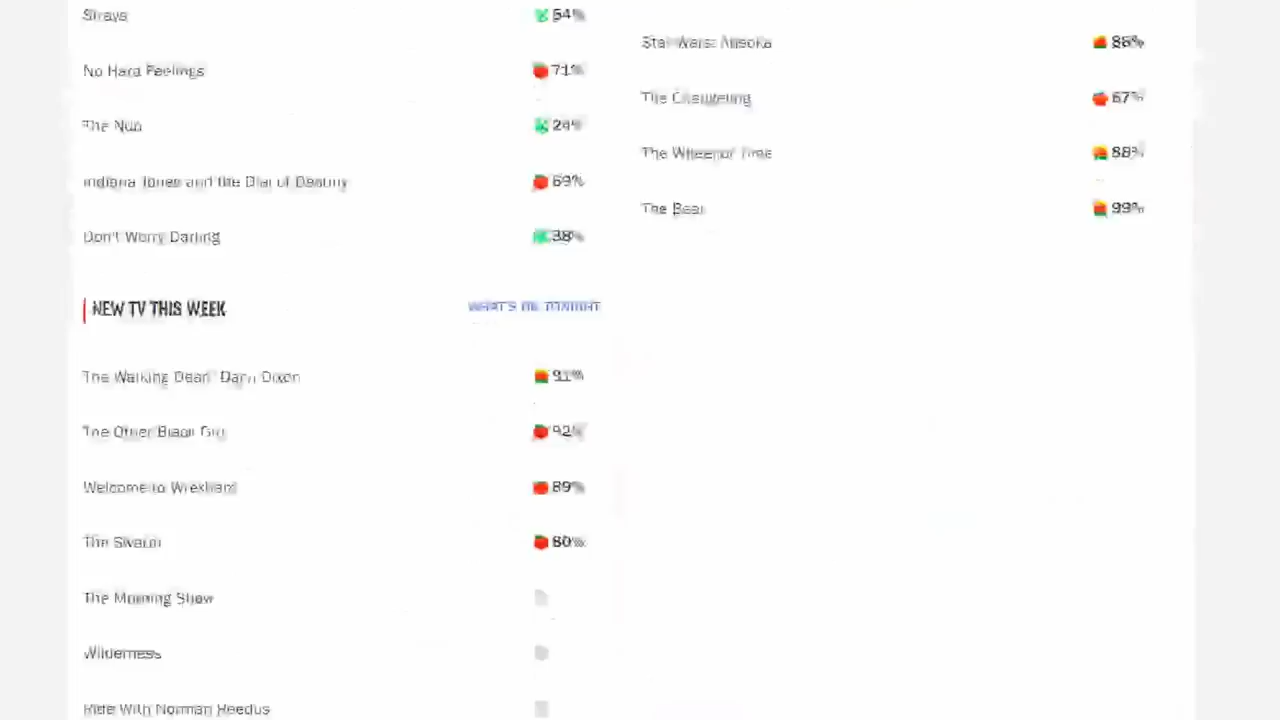 Strays 54%
No Hard Feelings 71%
The Nun 24%
Indiana Jones and the Dial of Destiny 69%
Don't Worry Darling 38%
NEW TV THIS WEEK WHAT'S ON TONIGHT
The Walking Dead: Daryl Dixon 91%
The Other Black Girl 92%
Welcome to Wrexham 89%
The Swarm 80%
The Morning Show
Wilderness
Ride With Norman Reedus
Star Wars: Ahsoka 86%
The Changeling 67%
The Wheel of Time 88%
The Bear 99%